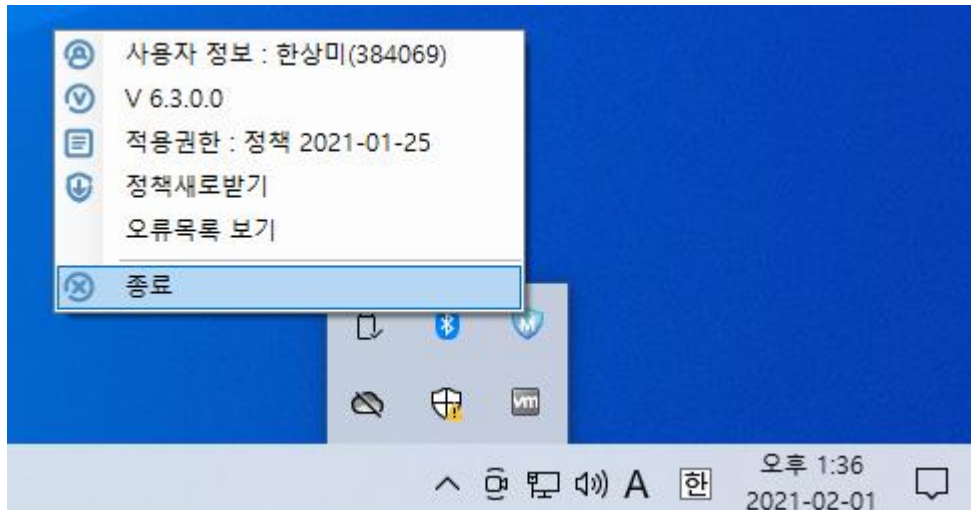 사용자 정보 : 한상미(384069)
V 6.3.0.0
적용권한 : 정책 2021-01-25
정책새로받기
오류목록 보기
종료
M
vm
A 한 오후 1:36
2021-02-01